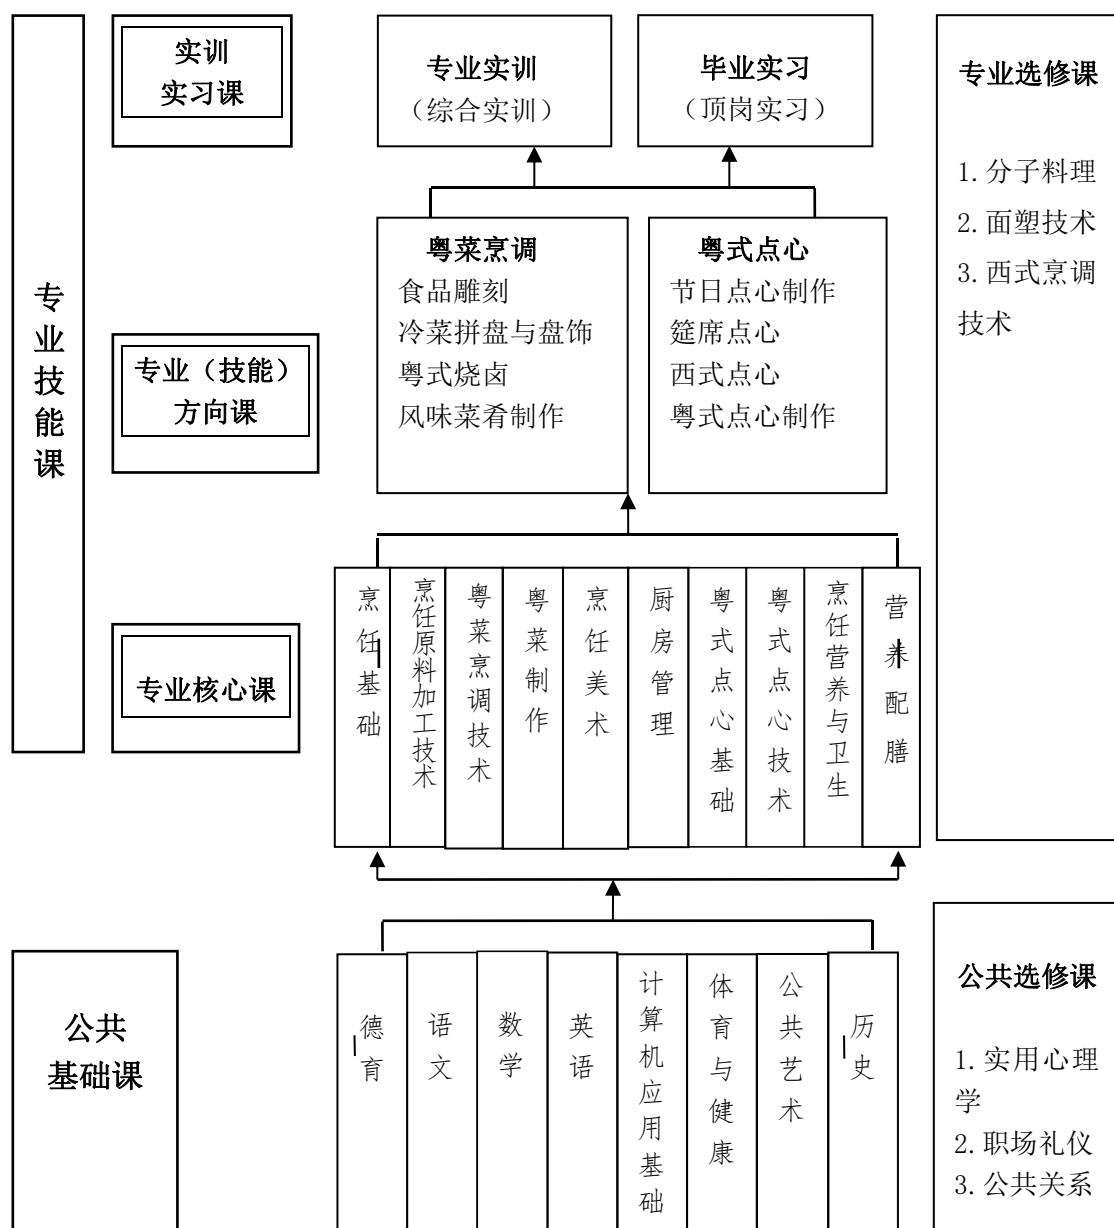 专业技能课
实训
实习课
专业实训
（综合实训）
毕业实习
（顶岗实习）
专业选修课
1.分子料理
2.面塑技术
3.西式烹调
技术
专业（技能）
方向课
粤菜烹调
食品雕刻
冷菜拼盘与盘饰
粤式烧卤
风味菜肴制作
粤式点心
节日点心制作
筵席点心
西式点心
粤式点心制作
专业核心课
烹饪基础
烹饪原料加工技术
粤菜烹调技术
粤菜制作
烹饪美术
厨房管理
粤式点心基础
粤式点心技术
烹饪营养与卫生
营养配膳
公共
基础课
德育
语文
数学
英语
计算机应用基础
体育与健康
公共艺术
历史
公共选修课
1.实用心理
学
2.职场礼仪
3.公共关系